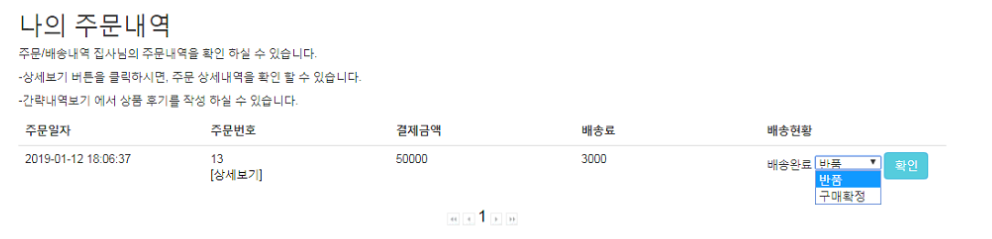 나의 주문내역
주문/배송내역 집사님의 주문내역을 확인 하실 수 있습니다.
-상세보기 버튼을 클릭하시면, 주문 상세내역을 확인 할 수 있습니다.
-간략내역보기 에서 상품 후기를 작성 하실 수 있습니다.
주문일자 주문번호 결제금액 배송료 배송현황
2019-01-12 18:06:37 13 50000 3000 배송완료 반품 확인
[상세보기]
반품
구매확정
« ‹ 1 › »